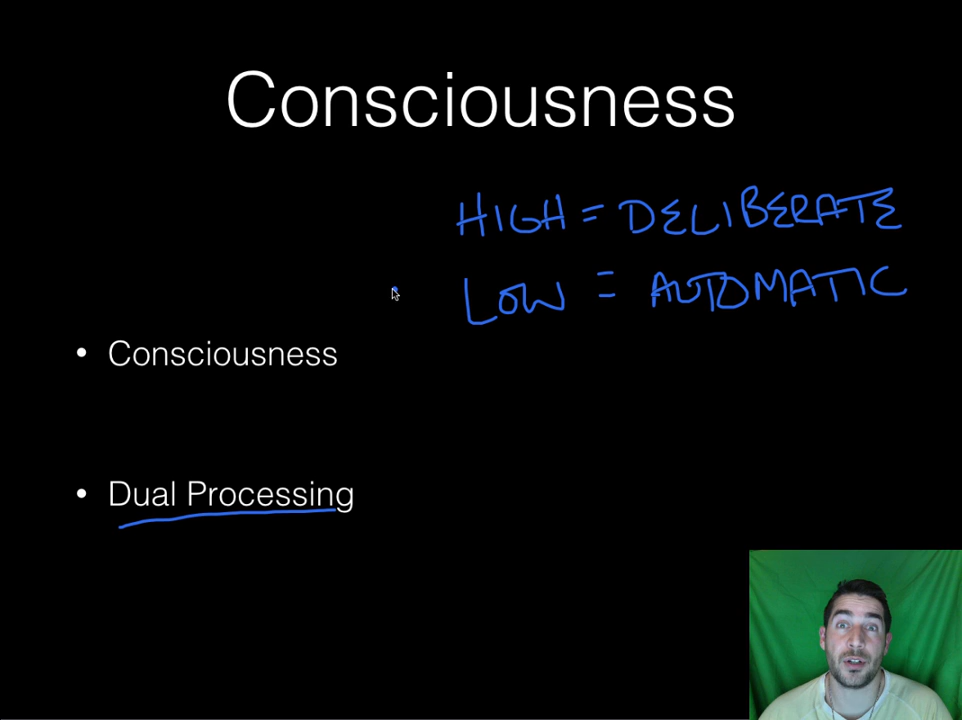 Consciousness
HIGH = DELIBERATE
LOW = AUTOMATIC
• Consciousness
• Dual Processing